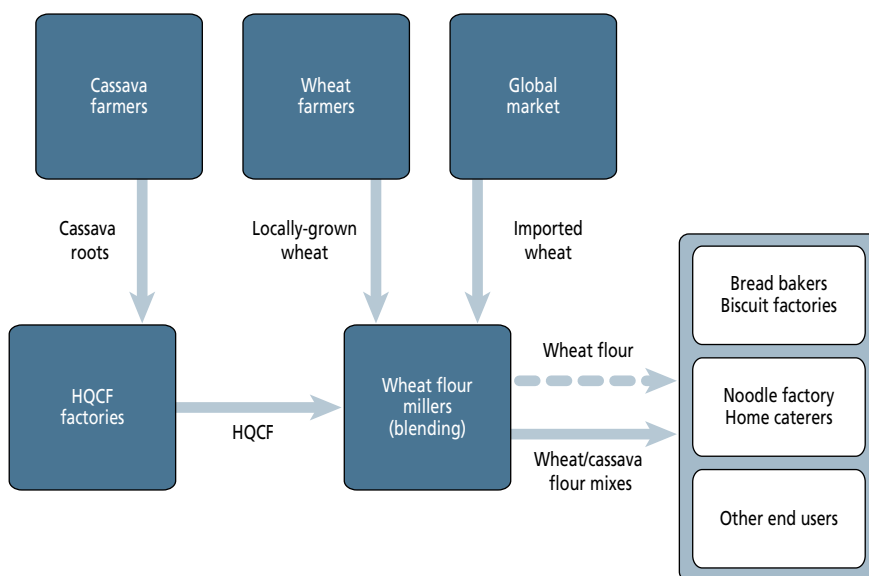 Cassava
farmers
Wheat
farmers
Global
market
Cassava
roots
Locally-grown
wheat
Imported
wheat
HQCF
factories
HQCF
Wheat flour
millers
(blending)
Wheat flour
Wheat/cassava
flour mixes
Bread bakers
Biscuit factories
Noodle factory
Home caterers
Other end users